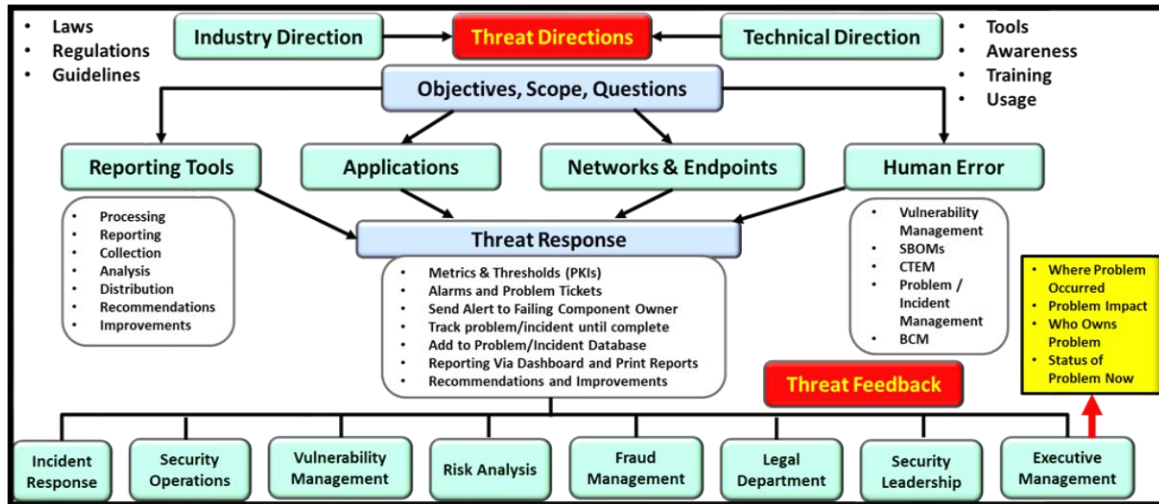 • Laws
• Regulations
• Guidelines
Industry Direction
Threat Directions
Technical Direction
• Tools
• Awareness
• Training
• Usage
Objectives, Scope, Questions
Reporting Tools
Applications
Networks & Endpoints
Human Error
• Processing
• Reporting
• Collection
• Analysis
• Distribution
• Recommendations
• Improvements
Threat Response
• Metrics & Thresholds (PKIs)
• Alarms and Problem Tickets
• Send Alert to Failing Component Owner
• Track problem/incident until complete
• Add to Problem/Incident Database
• Reporting Via Dashboard and Print Reports
• Recommendations and Improvements
• Vulnerability
Management
• SBOMs
• CTEM
• Problem /
Incident
Management
• BCM
• Where Problem
Occurred
• Problem Impact
• Who Owns
Problem
• Status of
Problem Now
Threat Feedback
Incident
Response
Security
Operations
Vulnerability
Management
Risk Analysis
Fraud
Management
Legal
Department
Security
Leadership
Executive
Management